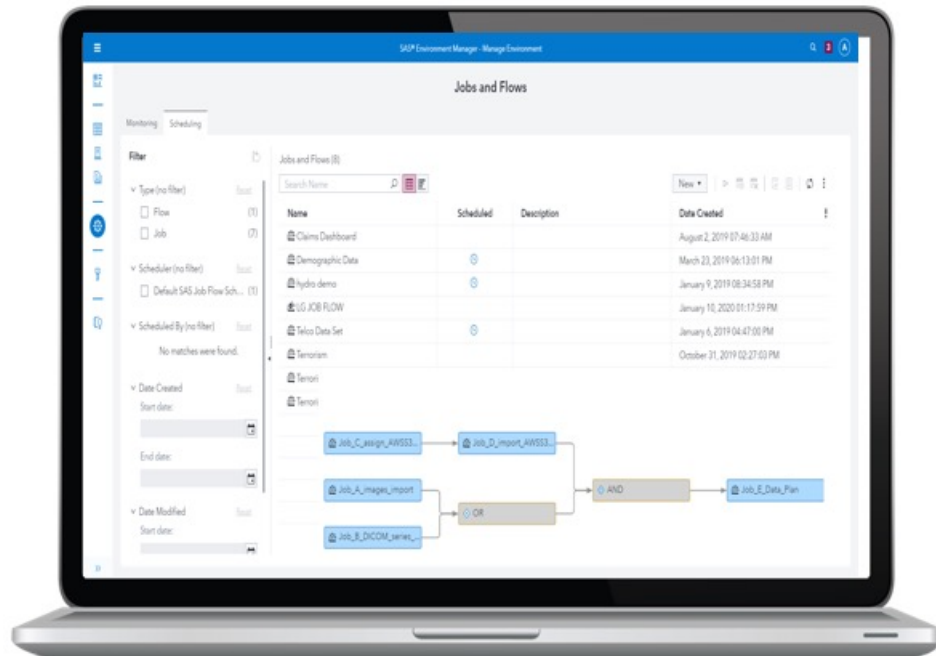 SAS® Environment Manager - Manage Environment
3
A
Jobs and Flows
Monitoring
Scheduling
Filter
Type (no filter)
Reset
Flow
(1)
Job
(7)
Scheduler (no filter)
Reset
Default SAS Job Flow Sch... (1)
Scheduled By (no filter)
Reset
No matches were found.
Date Created
Reset
Start date:
End date:
Date Modified
Reset
Start date:
Jobs and Flows (8)
Search Name
New
Name Scheduled Description Date Created
Claims Dashboard August 2, 2019 07:46:33 AM
Demographic Data March 23, 2019 06:13:01 PM
hydro demo January 9, 2019 08:34:58 PM
LG JOB FLOW January 10, 2020 01:17:59 PM
Telco Data Set January 6, 2019 04:47:00 PM
Terrorism October 31, 2019 02:27:03 PM
Terrori
Terrori
Job_C_assign_AWSS3...
Job_D_import_AWSS3...
Job_A_images_import
AND
Job_E_Data_Plan
OR
Job_B_DICOM_series_...